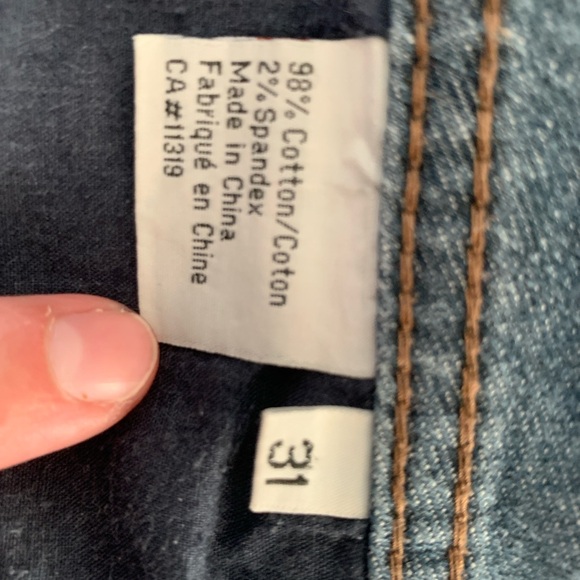 98% Cotton/Coton
2% Spandex
Made in China
Fabriqué en Chine
CA#11319
31